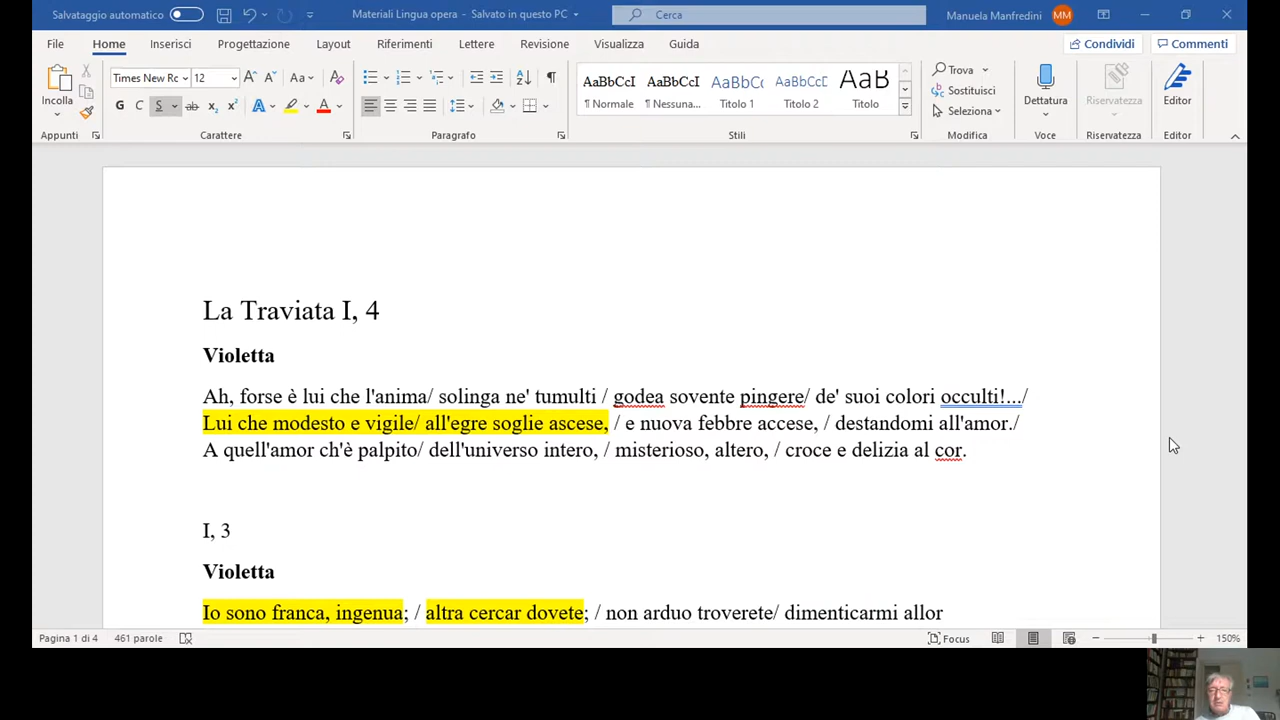 Salvataggio automatico Materiali Lingua opera - Salvato in questo PC Cerca Manuela Manfredini MM
File Home Inserisci Progettazione Layout Riferimenti Lettere Revisione Visualizza Guida Condividi Commenti
Incolla Times New Rc 12 Aa
AaBbCcI AaBbCcI AaBbCc AaBbCcD AaB
¶ Normale ¶ Nessuna... Titolo 1 Titolo 2 Titolo
Trova
Sostituisci
Seleziona
Dettatura Riservatezza Editor
G C S ab x₂ x² A A
Appunti Carattere Paragrafo Stili Modifica Voce Riservatezza Editor
La Traviata I, 4
Violetta
Ah, forse è lui che l'anima/ solinga ne' tumulti / godea sovente pingere/ de' suoi colori occulti!.../
Lui che modesto e vigile/ all'egre soglie ascese, / e nuova febbre accese, / destandomi all'amor./
A quell'amor ch'è palpito/ dell'universo intero, / misterioso, altero, / croce e delizia al cor.
I, 3
Violetta
Io sono franca, ingenua; / altra cercar dovete; / non arduo troverete/ dimenticarmi allor
Pagina 1 di 4 461 parole Focus 150%